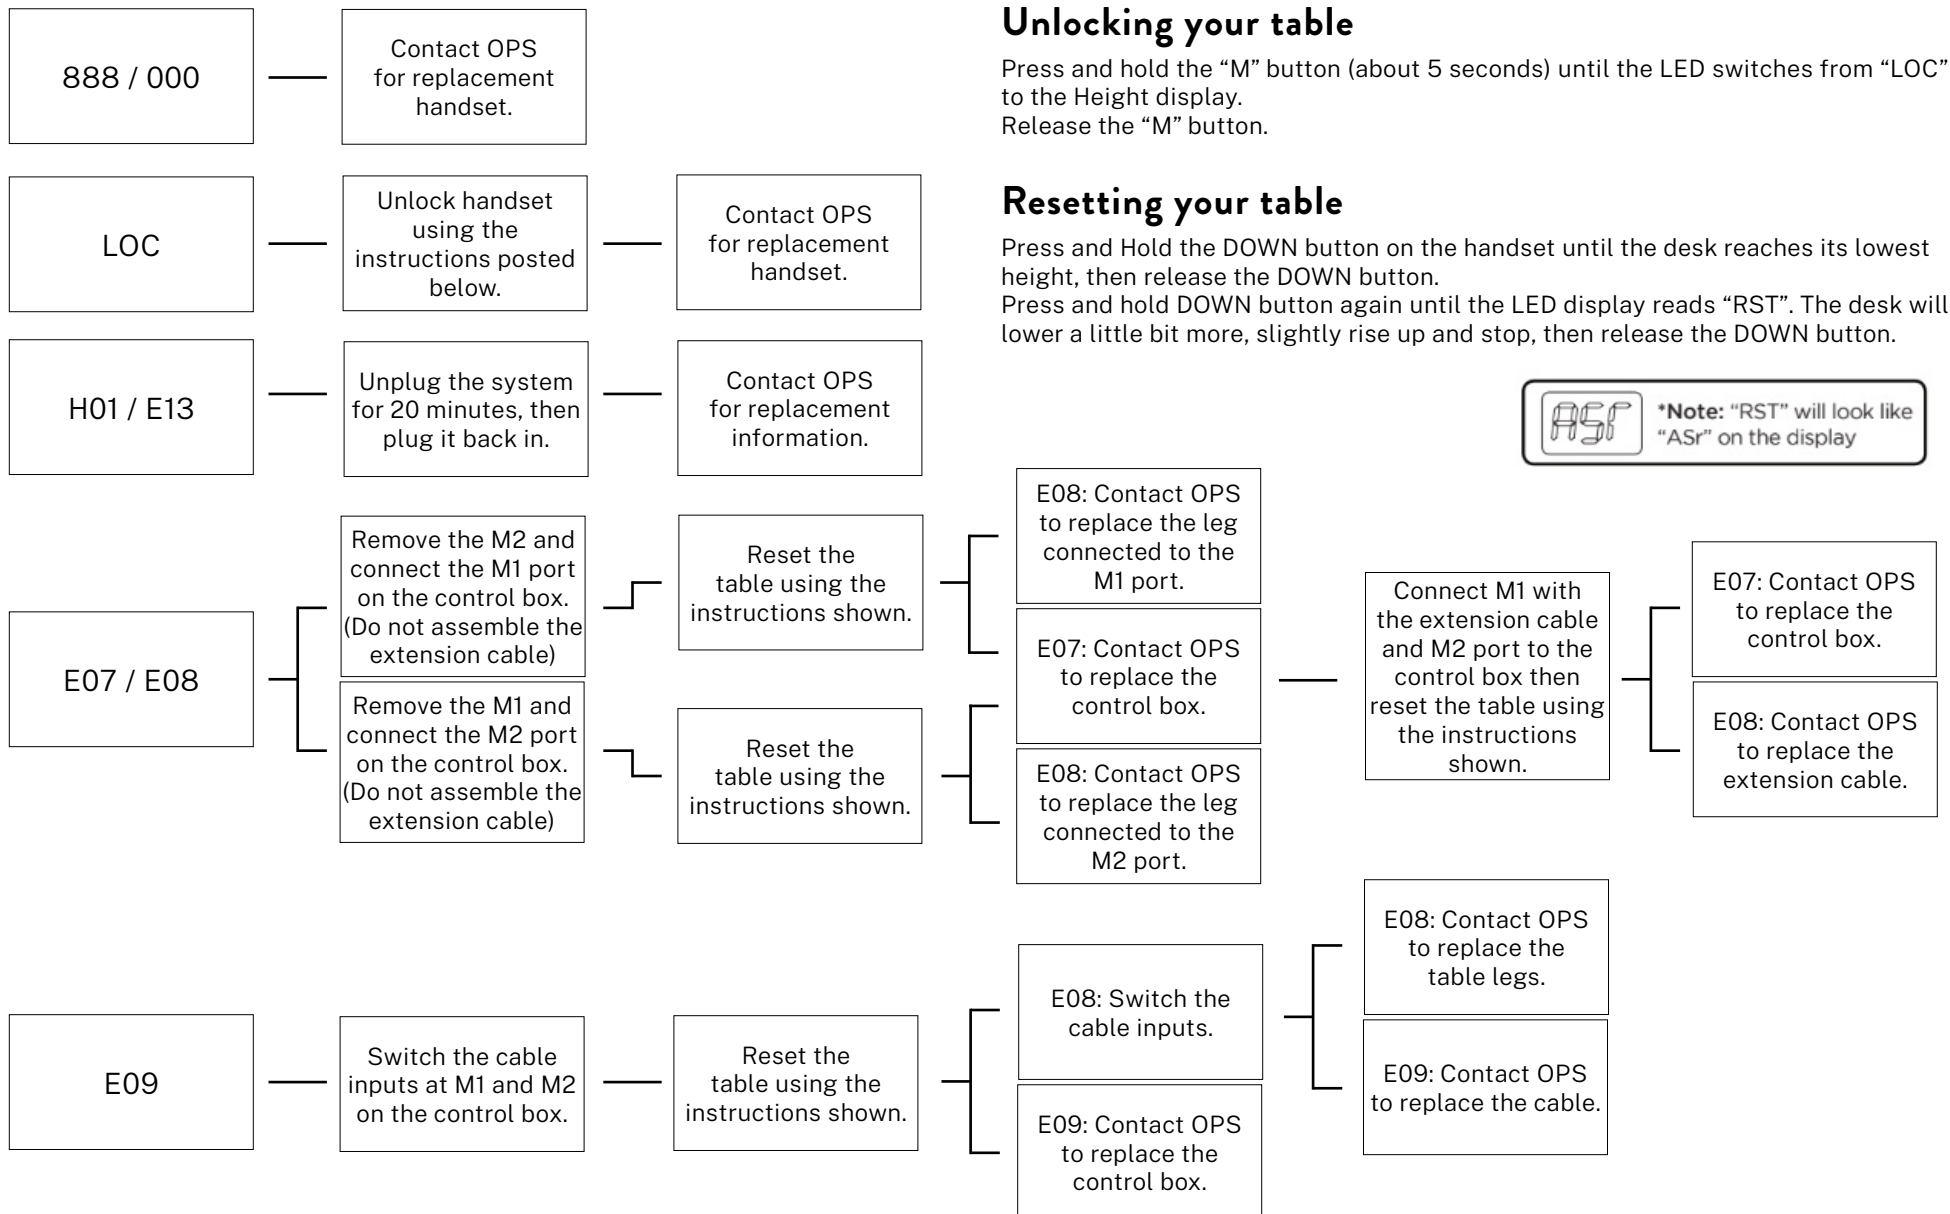 888 / 000
Contact OPS
for replacement
handset.
Unlocking your table
Press and hold the “M” button (about 5 seconds) until the LED switches from “LOC”
to the Height display.
Release the “M” button.
LOC
Unlock handset
using the
instructions posted
below.
Contact OPS
for replacement
handset.
Resetting your table
Press and Hold the DOWN button on the handset until the desk reaches its lowest
height, then release the DOWN button.
Press and hold DOWN button again until the LED display reads “RST”. The desk will
lower a little bit more, slightly rise up and stop, then release the DOWN button.
ASr
*Note: “RST” will look like
“ASr” on the display
H01 / E13
Unplug the system
for 20 minutes, then
plug it back in.
Contact OPS
for replacement
information.
E07 / E08
Remove the M2 and
connect the M1 port
on the control box.
(Do not assemble the
extension cable)
Reset the
table using the
instructions shown.
E08: Contact OPS
to replace the leg
connected to the
M1 port.
E07: Contact OPS
to replace the
control box.
Remove the M1 and
connect the M2 port
on the control box.
(Do not assemble the
extension cable)
Reset the
table using the
instructions shown.
E08: Contact OPS
to replace the leg
connected to the
M2 port.
Connect M1 with
the extension cable
and M2 port to the
control box then
reset the table using
the instructions
shown.
E07: Contact OPS
to replace the
control box.
E08: Contact OPS
to replace the
extension cable.
E09
Switch the cable
inputs at M1 and M2
on the control box.
Reset the
table using the
instructions shown.
E08: Switch the
cable inputs.
E09: Contact OPS
to replace the
control box.
E08: Contact OPS
to replace the
table legs.
E09: Contact OPS
to replace the cable.